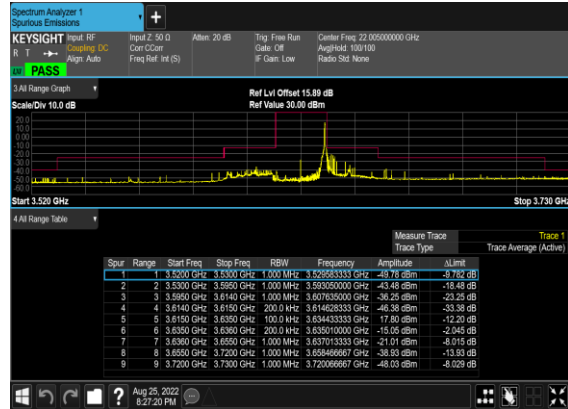 Spectrum Analyzer 1
Spurious Emissions
KEYSIGHT Input: RF Input Z: 50 Ω Atten: 20 dB Trig: Free Run Center Freq: 22.005000000 GHz
R T Coupling: DC Corr CCorr Gate: Off Avg|Hold: 100/100
Align: Auto Freq Ref: Int (S) IF Gain: Low Radio Std: None
PASS
3 All Range Graph
Ref Lvl Offset 15.89 dB
Scale/Div 10.0 dB Ref Value 30.00 dBm
20.0
10.0
0.00
-10.0
-20.0
-30.0
-40.0
-50.0
-60.0
Start 3.520 GHz Stop 3.730 GHz
4 All Range Table
Measure Trace Trace 1
Trace Type Trace Average (Active)
Spur Range Start Freq Stop Freq RBW Frequency Amplitude ΔLimit
1 1 3.5200 GHz 3.5300 GHz 1.000 MHz 3.529583333 GHz -49.78 dBm -9.782 dB
2 2 3.5300 GHz 3.5950 GHz 1.000 MHz 3.593050000 GHz -43.48 dBm -18.48 dB
3 3 3.5950 GHz 3.6140 GHz 1.000 MHz 3.607635000 GHz -36.25 dBm -23.25 dB
4 4 3.6140 GHz 3.6150 GHz 200.0 kHz 3.614628333 GHz -46.38 dBm -33.38 dB
5 5 3.6150 GHz 3.6350 GHz 100.0 kHz 3.634433333 GHz 17.80 dBm -12.20 dB
6 6 3.6350 GHz 3.6360 GHz 200.0 kHz 3.635010000 GHz -15.05 dBm -2.045 dB
7 7 3.6360 GHz 3.6550 GHz 1.000 MHz 3.637013333 GHz -21.01 dBm -8.015 dB
8 8 3.6550 GHz 3.7200 GHz 1.000 MHz 3.658466667 GHz -38.93 dBm -13.93 dB
9 9 3.7200 GHz 3.7300 GHz 1.000 MHz 3.720066667 GHz -48.03 dBm -8.029 dB
? Aug 25, 2022
8:27:20 PM